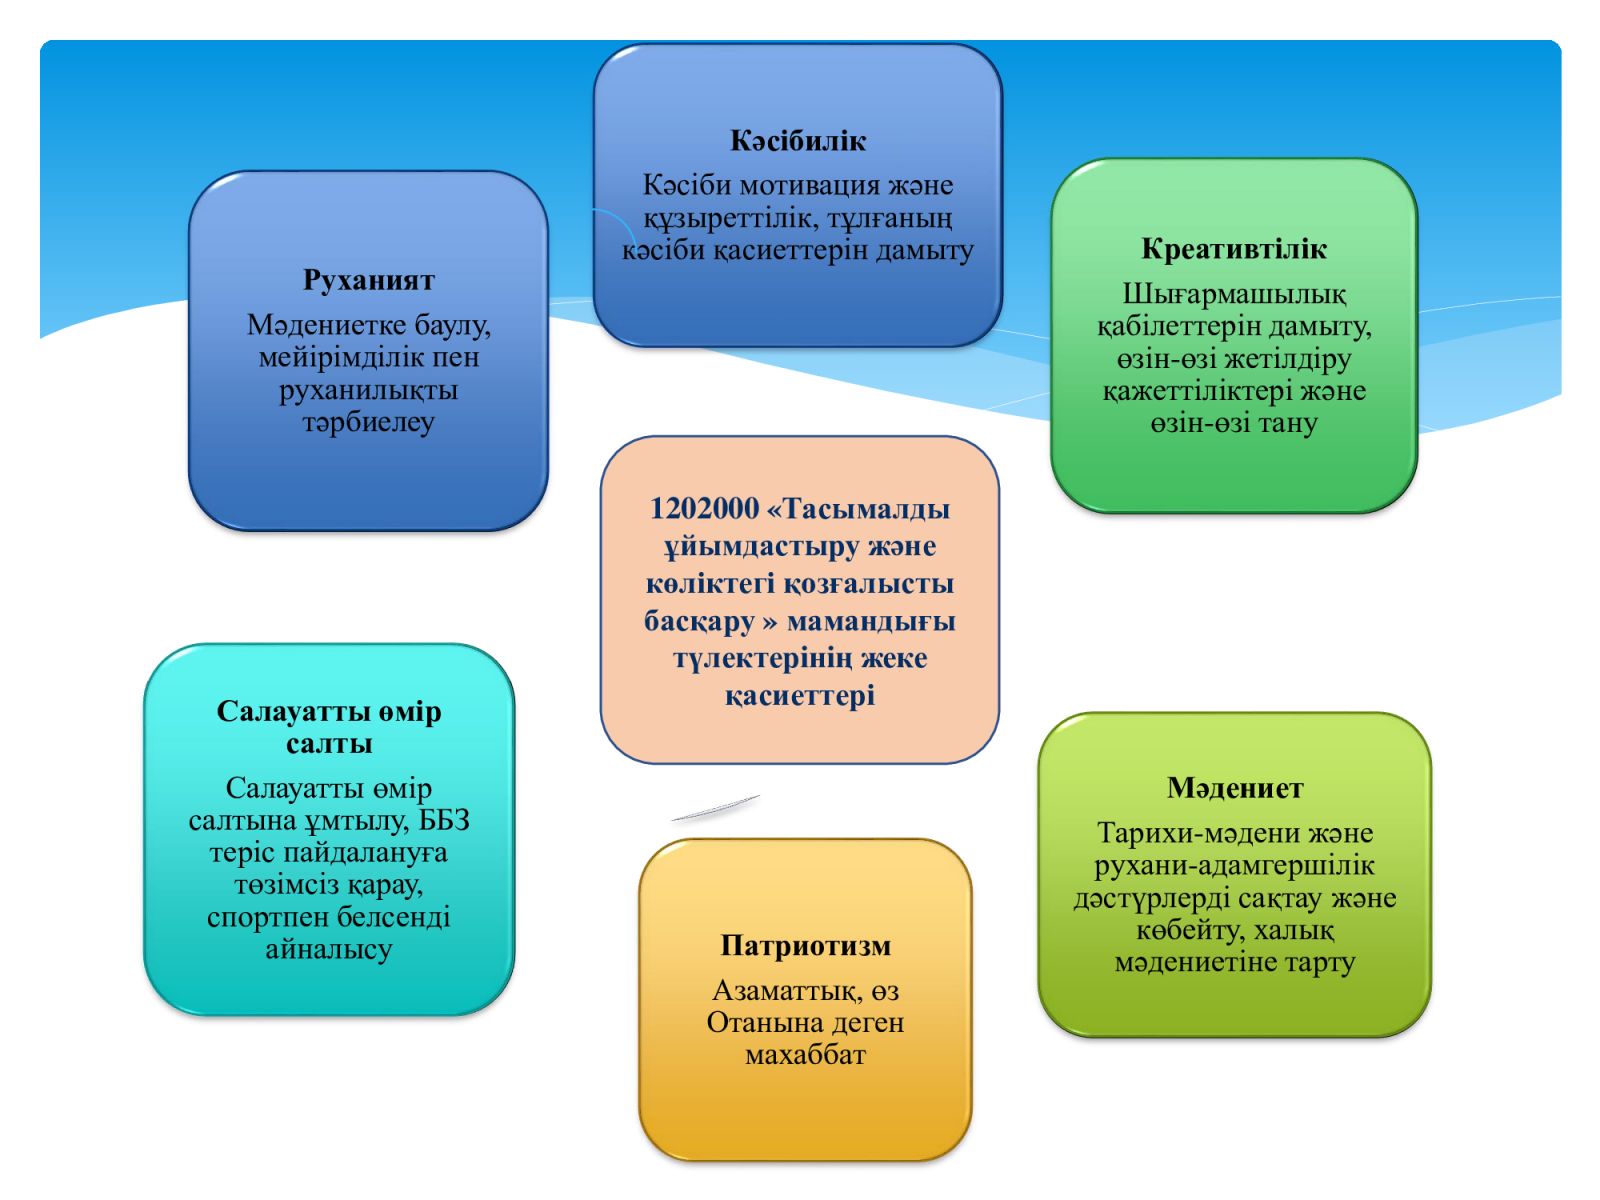 Кәсібилік
Кәсіби мотивация және
құзыреттілік, тұлғаның
кәсіби қасиеттерін дамыту
Креативтілік
Шығармашылық
қабілеттерін дамыту,
өзін-өзі жетілдіру
қажеттіліктері және
өзін-өзі тану
Руханият
Мәдениетке баулу,
мейірімділік пен
руханилықты
тәрбиелеу
1202000 «Тасымалды
ұйымдастыру және
көліктегі қозғалысты
басқару » мамандығы
түлектерінің жеке
қасиеттері
Салауатты өмір
салты
Салауатты өмір
салтына ұмтылу, ББЗ
теріс пайдалануға
төзімсіз қарау,
спортпен белсенді
айналысу
Мәдениет
Тарихи-мәдени және
рухани-адамгершілік
дәстүрлерді сақтау және
көбейту, халық
мәдениетіне тарту
Патриотизм
Азаматтық, өз
Отанына деген
махаббат